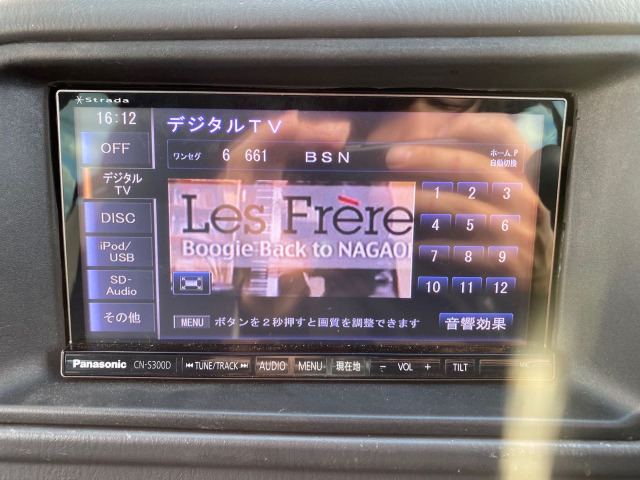 Strada
16:12
デジタルTV
OFF
ワンセグ 6 661 BSN ホーム.P
自動切換
デジタル
TV
Les Frère
Boogie Back to NAGAO
1 2 3
DISC
4 5 6
iPod/
USB
7 8 9
SD-
Audio
10 11 12
その他
MENU ボタンを2秒押すと画質を調整できます
音響効果
Panasonic CN-S300D TUNE/TRACK AUDIO MENU 現在地 − VOL + TILT